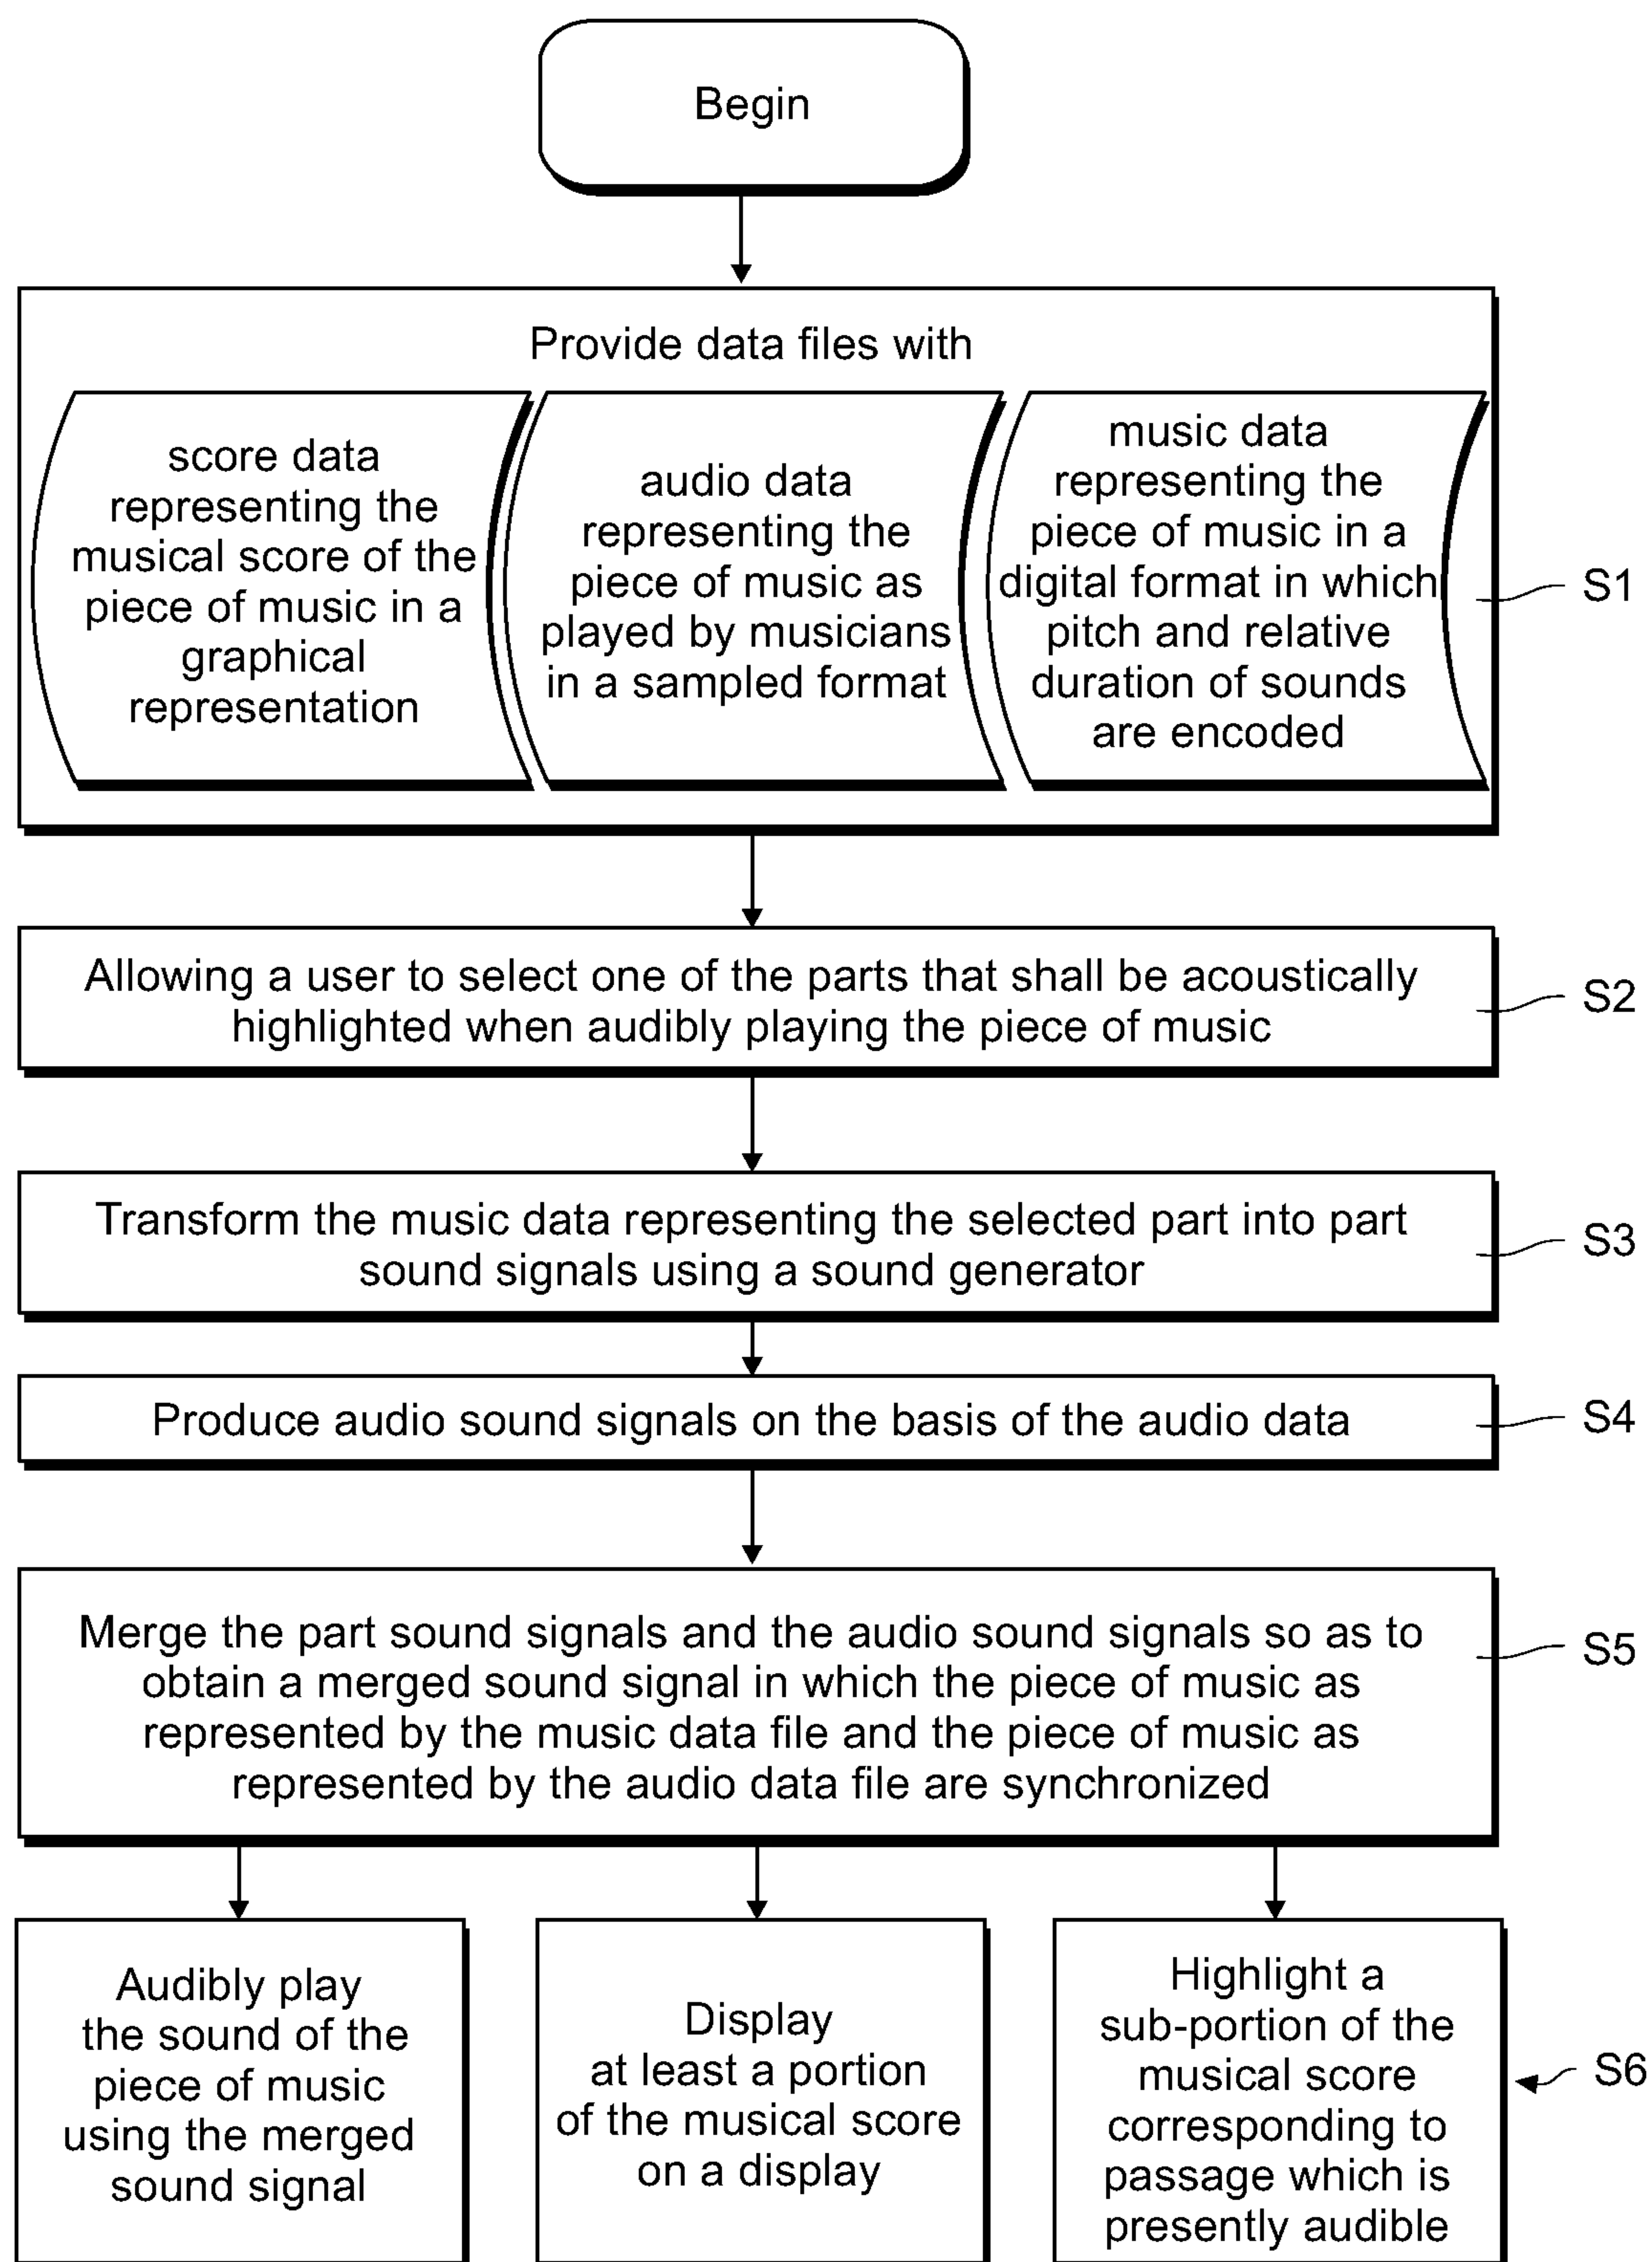 Begin
Provide data files with
score data
representing the
musical score of the
piece of music in a
graphical
representation
audio data
representing the
piece of music as
played by musicians
in a sampled format
music data
representing the
piece of music in a
digital format in which
pitch and relative
duration of sounds
are encoded
S1
Allowing a user to select one of the parts that shall be acoustically
highlighted when audibly playing the piece of music
S2
Transform the music data representing the selected part into part
sound signals using a sound generator
S3
Produce audio sound signals on the basis of the audio data
S4
Merge the part sound signals and the audio sound signals so as to
obtain a merged sound signal in which the piece of music as
represented by the music data file and the piece of music as
represented by the audio data file are synchronized
S5
Audibly play
the sound of the
piece of music
using the merged
sound signal
Display
at least a portion
of the musical score
on a display
Highlight a
sub-portion of the
musical score
corresponding to
passage which is
presently audible
S6